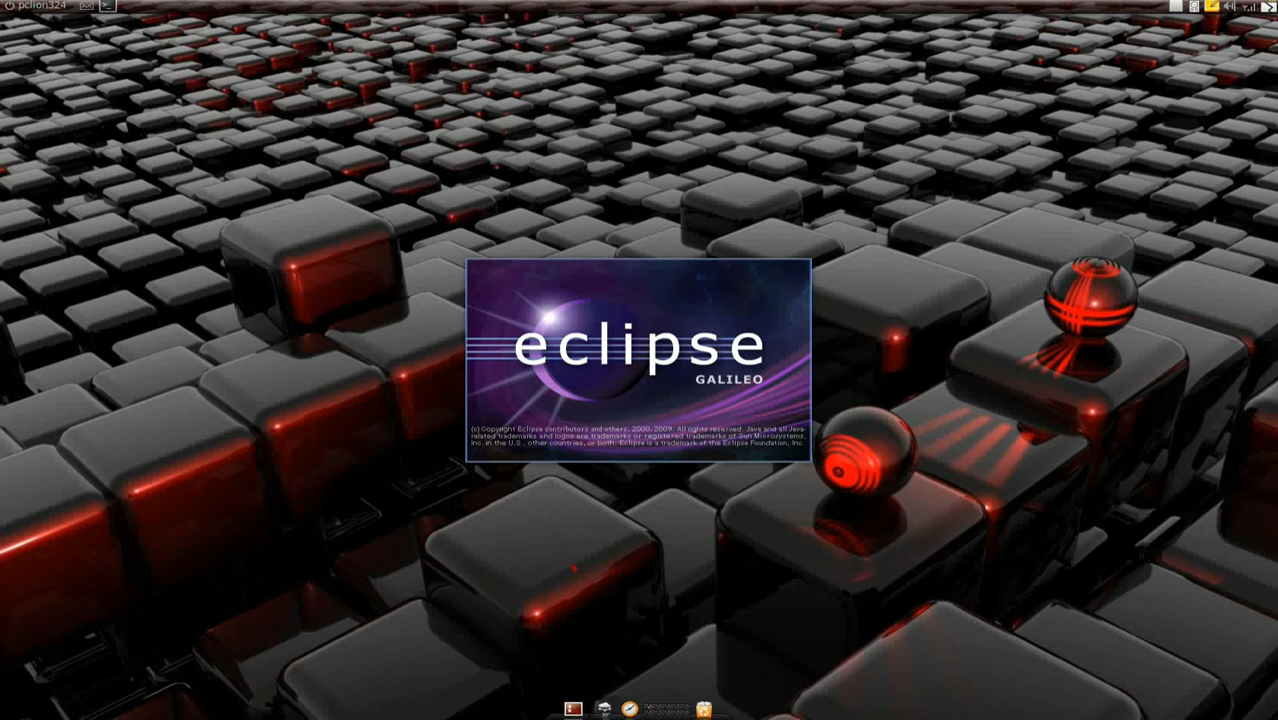 pclion324
eclipse
GALILEO
(c) Copyright Eclipse contributors and others, 2000, 2009. All rights reserved. Java and all Java-
related trademarks and logos are trademarks or registered trademarks of Sun Microsystems,
Inc. in the U.S., other countries, or both. Eclipse is a trademark of the Eclipse Foundation, Inc.